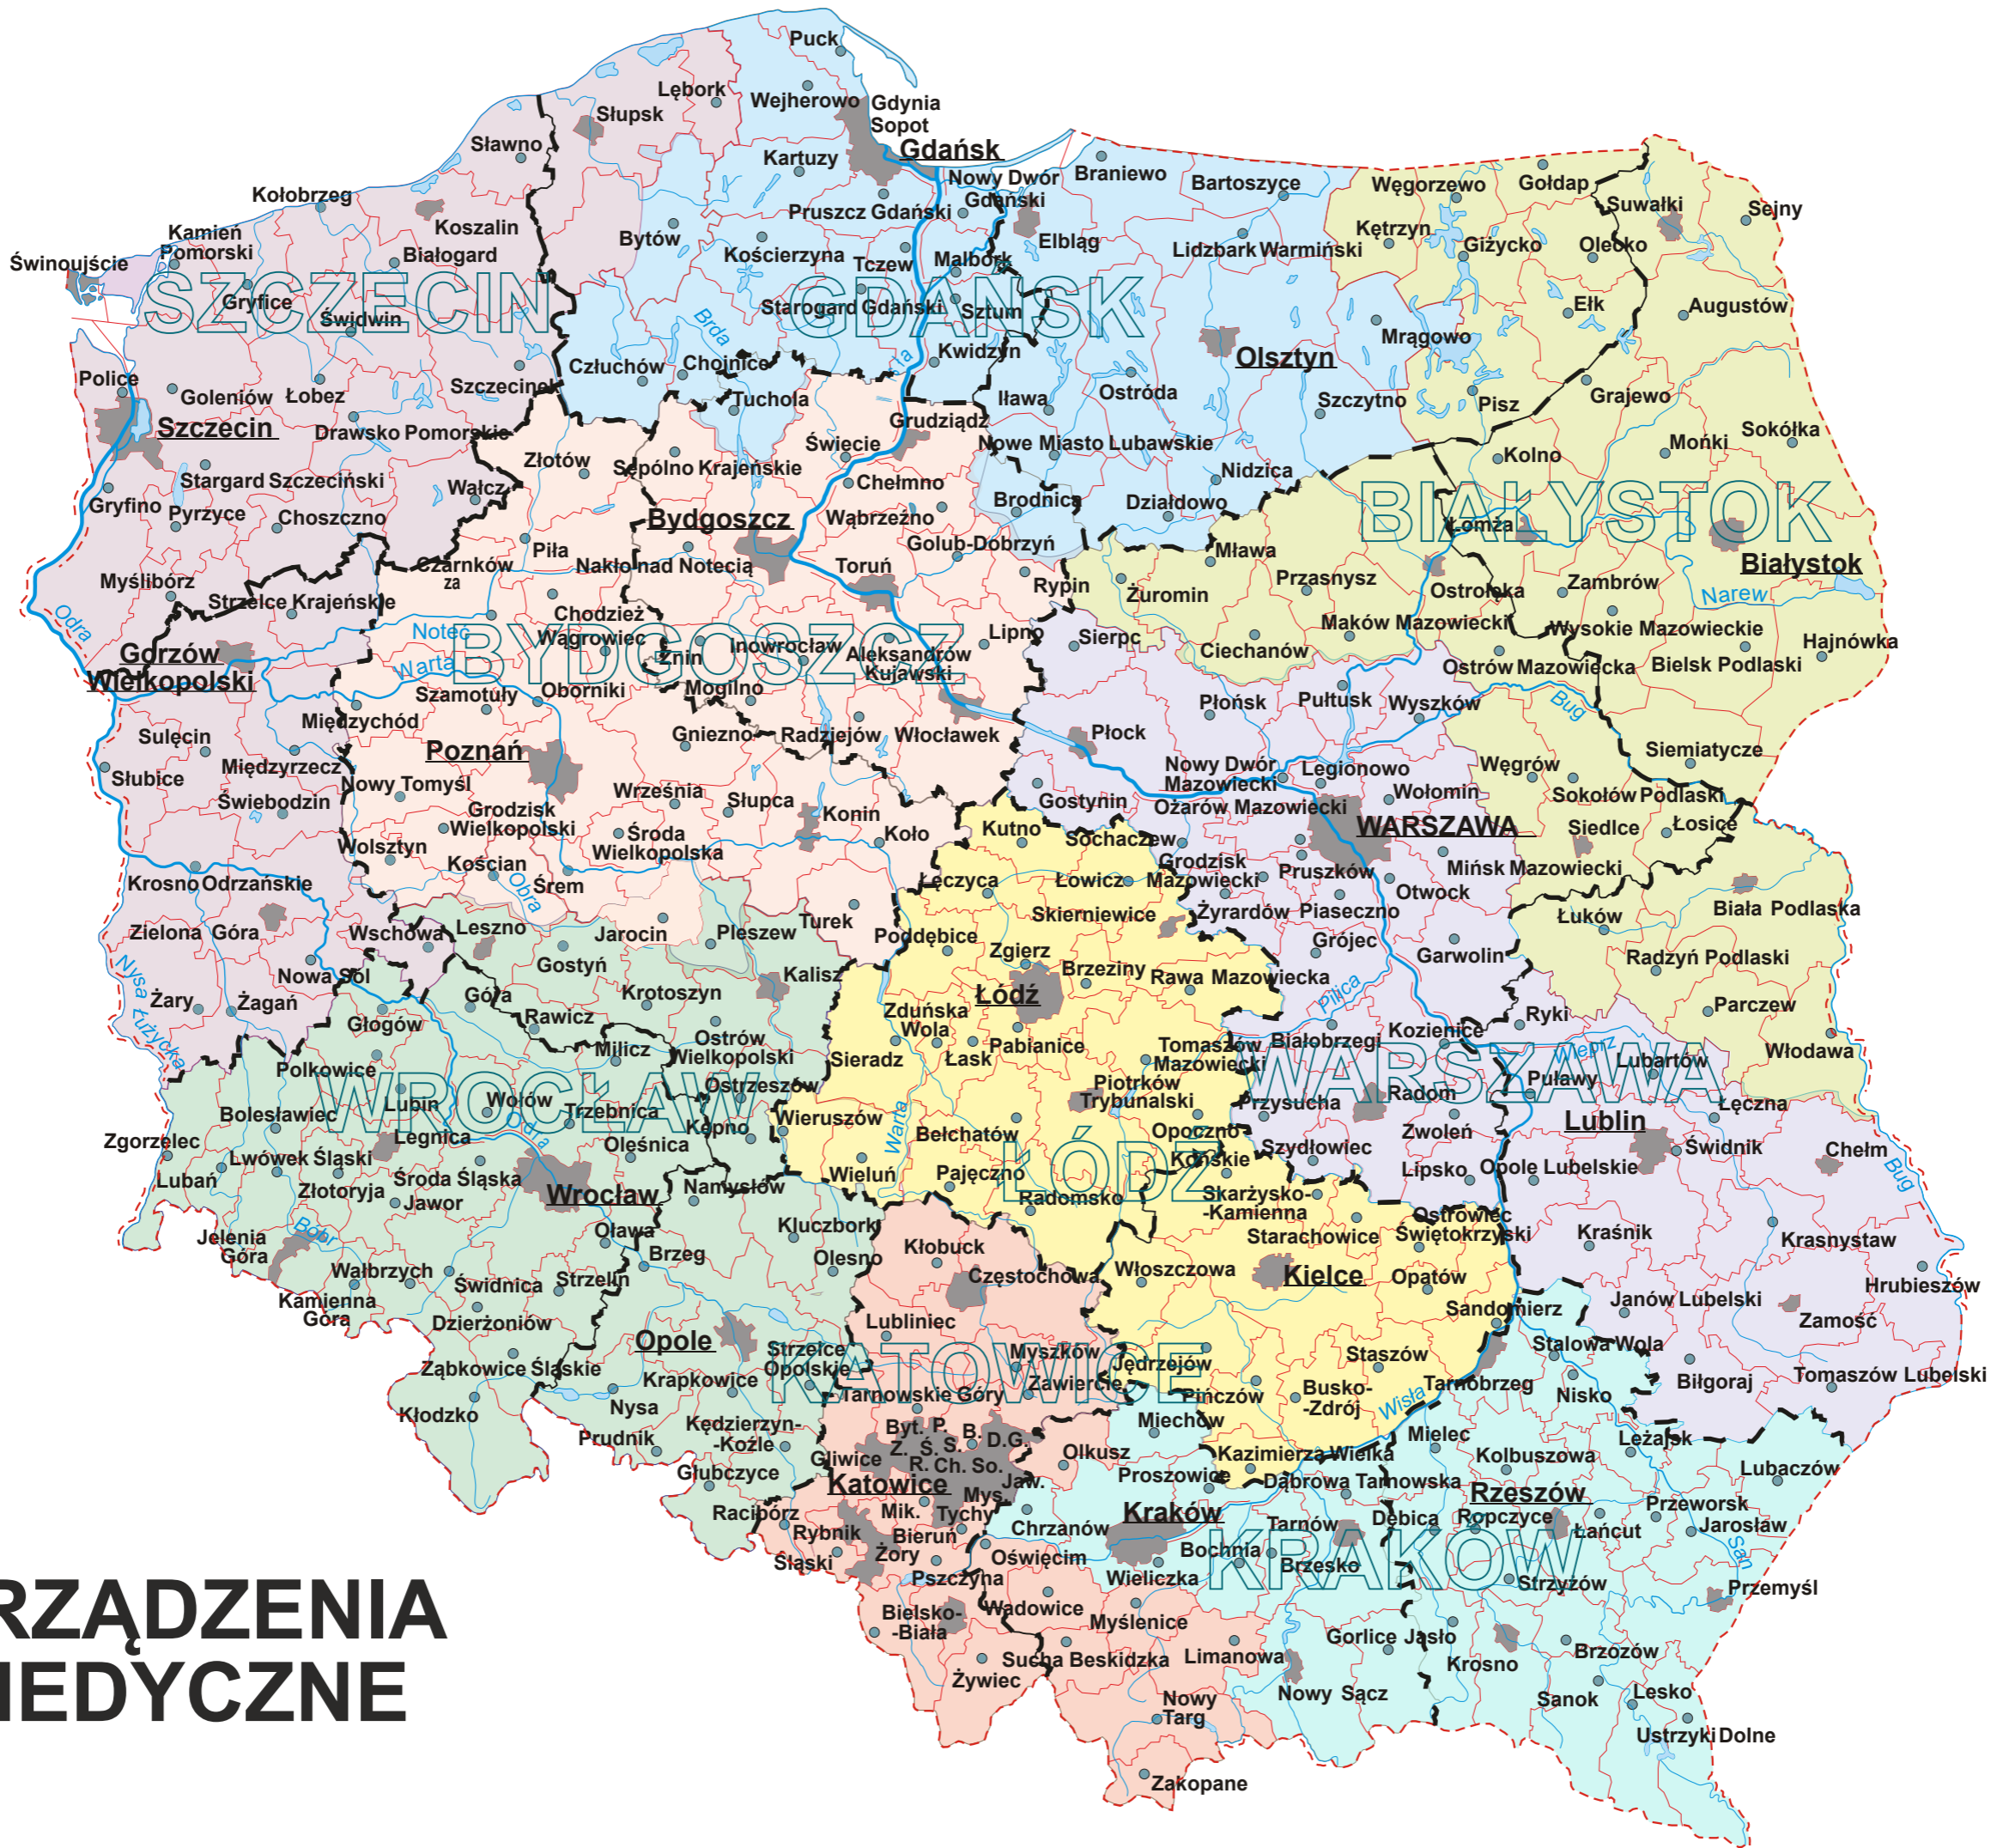 Puck
Lębork
Wejherowo
Gdynia
Słupsk
Sopot
Sławno
Gdańsk
Kartuzy
Braniewo
Nowy Dwór
Gdański
Bartoszyce
Węgorzewo
Gołdap
Kołobrzeg
Suwałki
Sejny
Pruszcz Gdański
Koszalin
Kamień
Pomorski
Bytów
Elbląg
Kętrzyn
Giżycko
Olecko
Lidzbark Warmiński
Białogard
Kościerzyna
Tczew
Malbork
Świnoujście
SZCZECIN
GDAŃSK
Gryfice
Świdwin
Starogard Gdański
Sztum
Ełk
Augustów
Brda
Mrągowo
Kwidzyn
Olsztyn
Człuchów
Chojnice
Police
Szczecinek
Goleniów
Łobez
Tuchola
Iława
Ostróda
Szczytno
Pisz
Grajewo
Szczecin
Drawsko Pomorskie
Grudziądz
Świecie
Nowe Miasto Lubawskie
Mońki
Sokółka
Kolno
Złotów
Sępólno Krajeńskie
Nidzica
Stargard Szczeciński
Wałcz
Chełmno
Brodnica
Działdowo
Gryfino
Pyrzyce
Choszczno
Bydgoszcz
Wąbrzeźno
BIAŁYSTOK
Łomża
Golub-Dobrzyń
Piła
Mława
Białystok
Czarnków
za
Nakło nad Notecią
Toruń
Myślibórz
Rypin
Przasnysz
Ostrołęka
Zambrów
Żuromin
Narew
Strzelce Krajeńskie
Odra
Chodzież
Maków Mazowiecki
Wysokie Mazowieckie
Noteć
BYDGOSZCZ
Wągrowiec
Lipno
Sierpc
Hajnówka
Gorzów
Wielkopolski
Żnin
Inowrocław
Aleksandrów
Kujawski
Ciechanów
Ostrów Mazowiecka
Bielsk Podlaski
Warta
Szamotuły
Oborniki
Mogilno
Płońsk
Pułtusk
Wyszków
Bug
Międzychód
Sulęcin
Gniezno
Radziejów
Włocławek
Płock
Poznań
Siemiatycze
Słubice
Międzyrzecz
Nowy Dwór
Mazowiecki
Legionowo
Węgrów
Nowy Tomyśl
Września
Słupca
Wołomin
Świebodzin
Gostynin
Ożarów Mazowiecki
Sokołów Podlaski
Grodzisk
Wielkopolski
Konin
Koło
Kutno
WARSZAWA
Siedlce
Łosice
Środa
Wielkopolska
Sochaczew
Wolsztyn
Kościan
Grodzisk
Mazowiecki
Pruszków
Mińsk Mazowiecki
Krosno Odrzańskie
Obra
Śrem
Łęczyca
Łowicz
Otwock
Żyrardów
Piaseczno
Łuków
Biała Podlaska
Zielona Góra
Wschowa
Leszno
Jarocin
Pleszew
Turek
Skierniewice
Poddębice
Grójec
Zgierz
Garwolin
Radzyń Podlaski
Nysa Łużycka
Nowa Sól
Gostyń
Kalisz
Brzeziny
Rawa Mazowiecka
Żary
Żagań
Góra
Krotoszyn
Łódź
Pilica
Parczew
Głogów
Rawicz
Zduńska
Wola
Ryki
Ostrów
Wielkopolski
Milicz
Sieradz
Łask
Pabianice
Tomaszów
Mazowiecki
Białobrzegi
Kozienice
Wieprz
Lubartów
Włodawa
Polkowice
WROCŁAW
WARSZAWA
Ostrzeszów
Puławy
Lubin
Wołów
Piotrków
Trybunalski
Przysucha
Radom
Bolesławiec
Trzebnica
Wieruszów
Łęczna
Odra
Kępno
Warta
Bełchatów
Opoczno
Zwoleń
Lublin
Zgorzelec
Legnica
Oleśnica
ŁÓDŹ
Końskie
Szydłowiec
Świdnik
Chełm
Lwówek Śląski
Lubań
Środa Śląska
Wieluń
Pajęczno
Lipsko
Opole Lubelskie
Bug
Złotoryja
Jawor
Wrocław
Namysłów
Radomsko
Skarżysko-
-Kamienna
Ostrowiec
Świętokrzyski
Kluczbork
Oława
Starachowice
Kraśnik
Krasnystaw
Jelenia
Góra
Bóbr
Brzeg
Olesno
Kłobuck
Wałbrzych
Świdnica
Strzelin
Częstochowa
Włoszczowa
Kielce
Opatów
Hrubieszów
Kamienna
Góra
Dzierżoniów
Lubliniec
Sandomierz
Janów Lubelski
Zamość
Opole
Strzelce
Opolskie
KATOWICE
Myszków
Jędrzejów
Staszów
Stalowa Wola
Ząbkowice Śląskie
Krapkowice
Tarnowskie Góry
Zawiercie
Pińczów
Busko-
-Zdrój
Tarnobrzeg
Nisko
Biłgoraj
Tomaszów Lubelski
Kłodzko
Nysa
Wisła
Kędzierzyn-
-Koźle
Miechów
Prudnik
Byt.
P.
B.
D.G.
Mielec
Leżajsk
Z.
Ś.
S.
Gliwice
R.
Ch.
So.
Olkusz
Kazimierza Wielka
Kolbuszowa
Głubczyce
Katowice
Jaw.
Proszowice
Dąbrowa Tarnowska
Lubaczów
Mys.
Rzeszów
Racibórz
Mik.
Tychy
Kraków
Przeworsk
Rybnik
Bieruń
Chrzanów
Tarnów
Dębica
Ropczyce
Łańcut
Jarosław
Śląski
Żory
Oświęcim
Bochnia
Brzesko
KRAKÓW
San
Pszczyna
Wieliczka
Strzyżów
Przemyśl
RZĄDZENIA
Bielsko-
-Biała
Wadowice
Myślenice
Gorlice
Jasło
Sucha Beskidzka
Limanowa
Krosno
Brzozów
MEDYCZNE
Żywiec
Nowy
Targ
Nowy Sącz
Sanok
Lesko
Ustrzyki Dolne
Zakopane